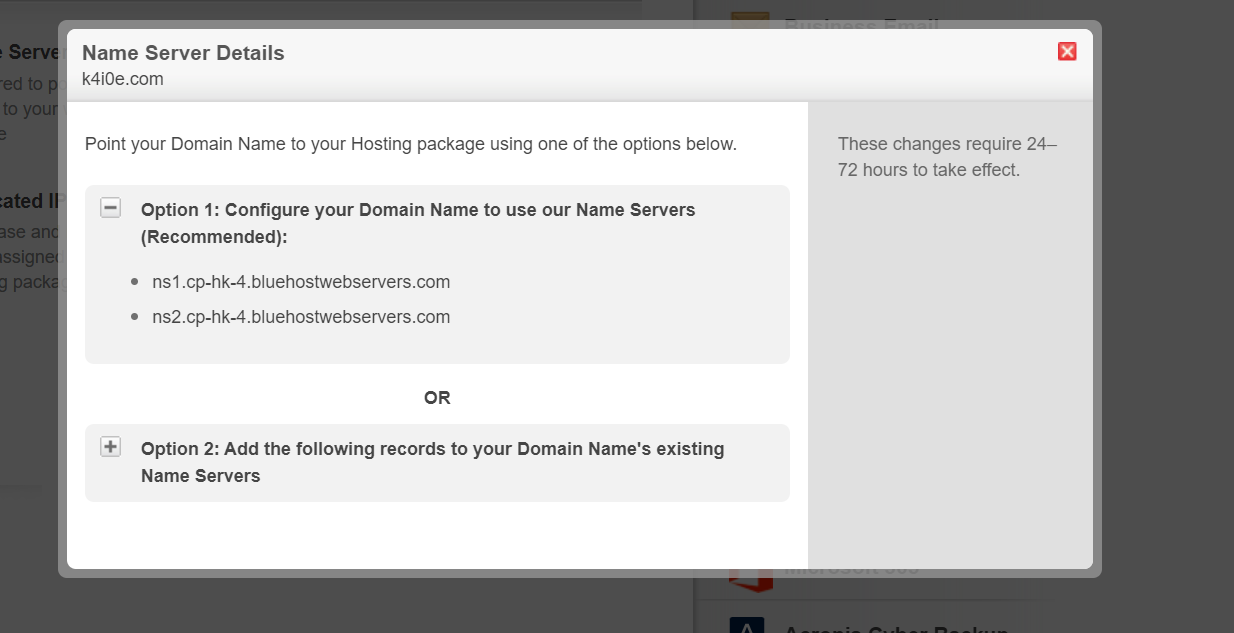 Business Email
e Server
Name Server Details
k4i0e.com
red to po
to your
e
Point your Domain Name to your Hosting package using one of the options below.
These changes require 24–
72 hours to take effect.
cated IP
Option 1: Configure your Domain Name to use our Name Servers
(Recommended):
ase and
assigned
g packa
ns1.cp-hk-4.bluehostwebservers.com
ns2.cp-hk-4.bluehostwebservers.com
OR
Option 2: Add the following records to your Domain Name's existing
Name Servers
Microsoft 365
Acronis Cyber Backup